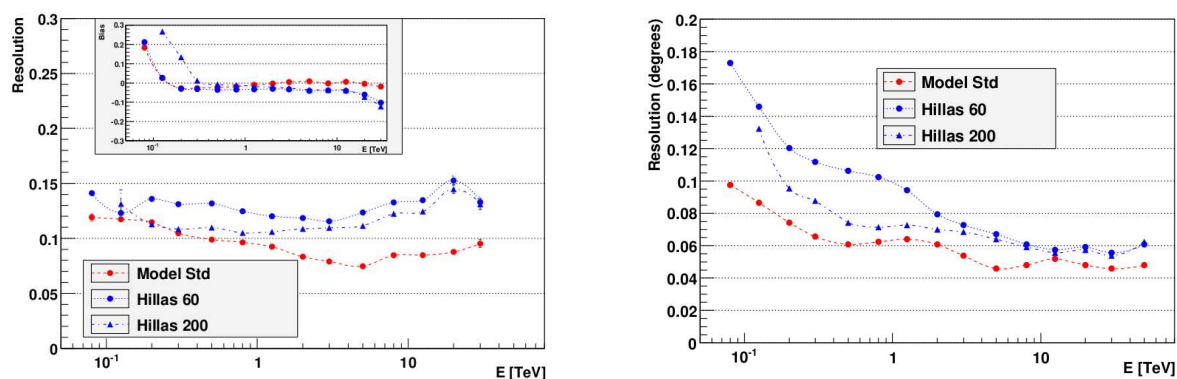 Resolution
0.3
0.25
0.2
0.15
0.1
0.05
0
Bias
0.3
0.2
0.1
0
-0.1
-0.2
-0.3
10-1
1
10
E [TeV]
Model Std
Hillas 60
Hillas 200
10-1
1
10
E [TeV]
Resolution (degrees)
0.2
0.18
0.16
0.14
0.12
0.1
0.08
0.06
0.04
0.02
0
Model Std
Hillas 60
Hillas 200
10-1
1
10
E [TeV]